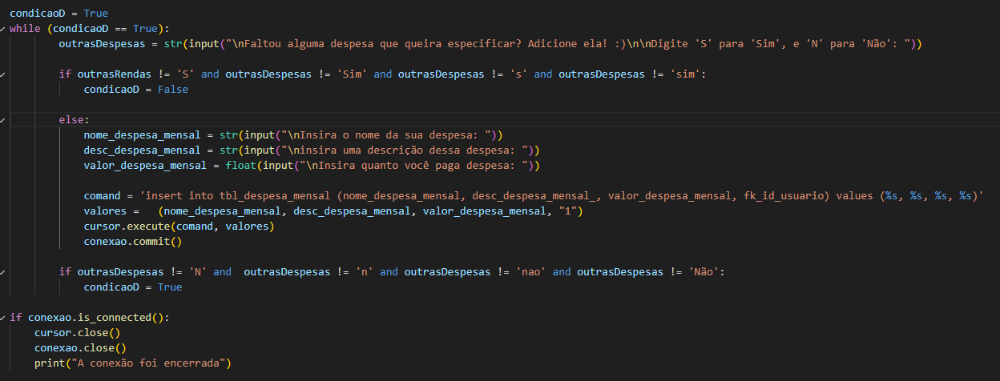 condicaoD = True
while (condicaoD == True):
outrasDespesas = str(input("\nFaltou alguma despesa que queira especificar? Adicione ela! :)\n\nDigite 'S' para 'Sim', e 'N' para 'Não': "))
if outrasRendas != 'S' and outrasDespesas != 'Sim' and outrasDespesas != 's' and outrasDespesas != 'sim':
condicaoD = False
else:
nome_despesa_mensal = str(input("\nInsira o nome da sua despesa: "))
desc_despesa_mensal = str(input("\ninsira uma descrição dessa despesa: "))
valor_despesa_mensal = float(input("\nInsira quanto você paga despesa: "))
comand = 'insert into tbl_despesa_mensal (nome_despesa_mensal, desc_despesa_mensal_, valor_despesa_mensal, fk_id_usuario) values (%s, %s, %s, %s)'
valores =   (nome_despesa_mensal, desc_despesa_mensal, valor_despesa_mensal, "1")
cursor.execute(comand, valores)
conexao.commit()
if outrasDespesas != 'N' and  outrasDespesas != 'n' and outrasDespesas != 'nao' and outrasDespesas != 'Não':
condicaoD = True
if conexao.is_connected():
cursor.close()
conexao.close()
print("A conexão foi encerrada")